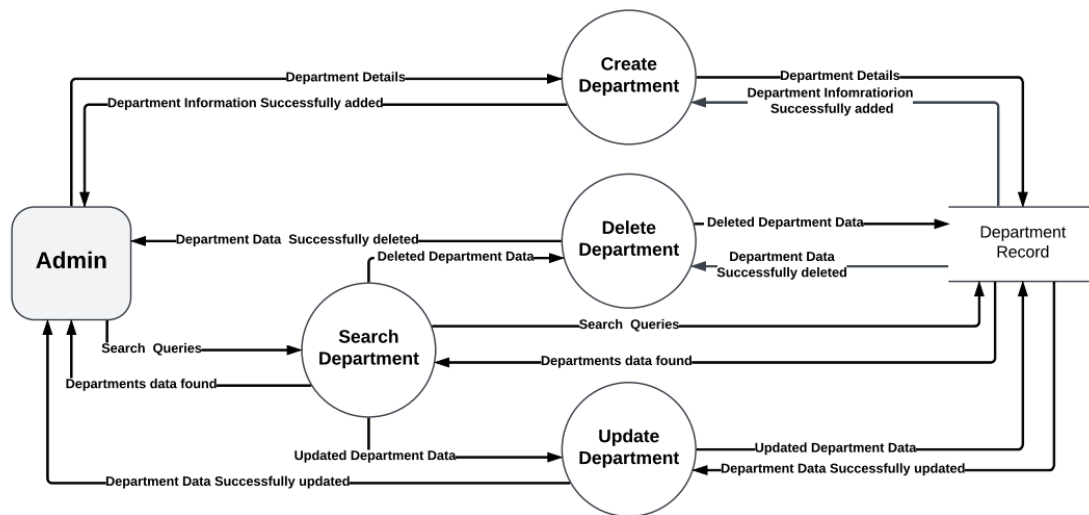 Create
Department
Department Details
Department Details
Department Information Successfully added
Department Infomratiorion
Successfully added
Delete
Department
Deleted Department Data
Department Data  Successfully deleted
Deleted Department Data
Department Data
Successfully deleted
Department
Record
Admin
Search
Department
Search  Queries
Search  Queries
Departments data found
Departments data found
Update
Department
Updated Department Data
Updated Department Data
Department Data Successfully updated
Department Data Successfully updated